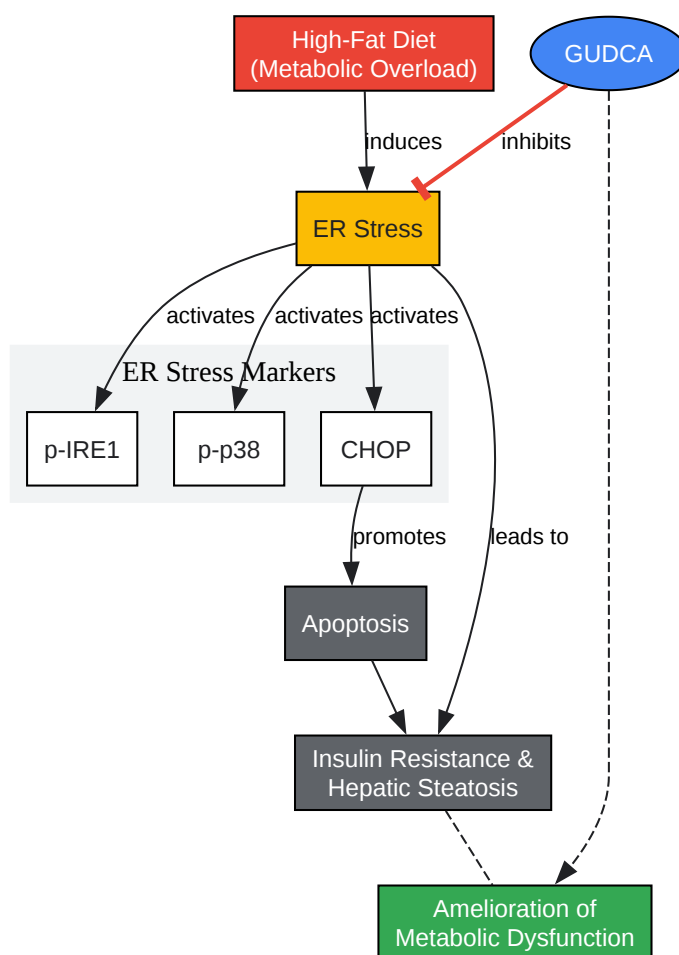 High-Fat Diet
(Metabolic Overload)
GUDCA
induces
inhibits
ER Stress
activates
activates
activates
ER Stress Markers
p-IRE1
p-p38
CHOP
promotes
leads to
Apoptosis
Insulin Resistance &
Hepatic Steatosis
Amelioration of
Metabolic Dysfunction